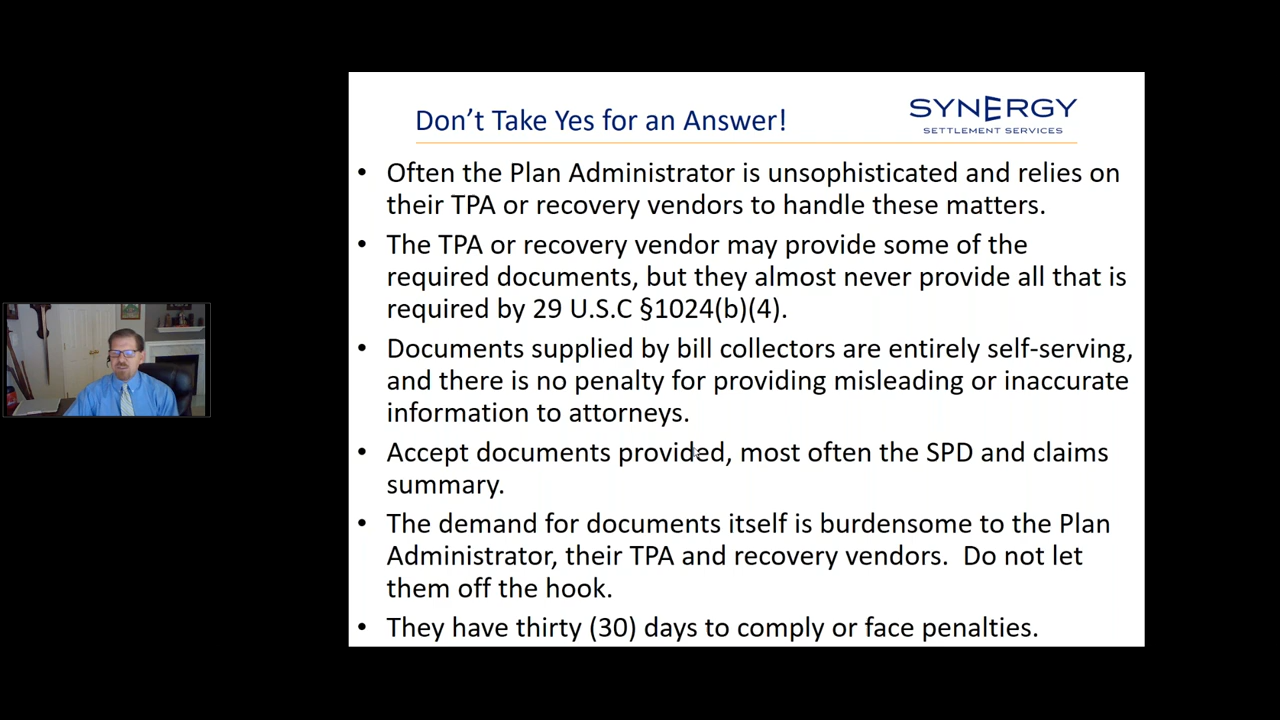 Don't Take Yes for an Answer!
SYNERGY
SETTLEMENT SERVICES
• Often the Plan Administrator is unsophisticated and relies on
their TPA or recovery vendors to handle these matters.
• The TPA or recovery vendor may provide some of the
required documents, but they almost never provide all that is
required by 29 U.S.C §1024(b)(4).
• Documents supplied by bill collectors are entirely self-serving,
and there is no penalty for providing misleading or inaccurate
information to attorneys.
• Accept documents provided, most often the SPD and claims
summary.
• The demand for documents itself is burdensome to the Plan
Administrator, their TPA and recovery vendors.  Do not let
them off the hook.
• They have thirty (30) days to comply or face penalties.